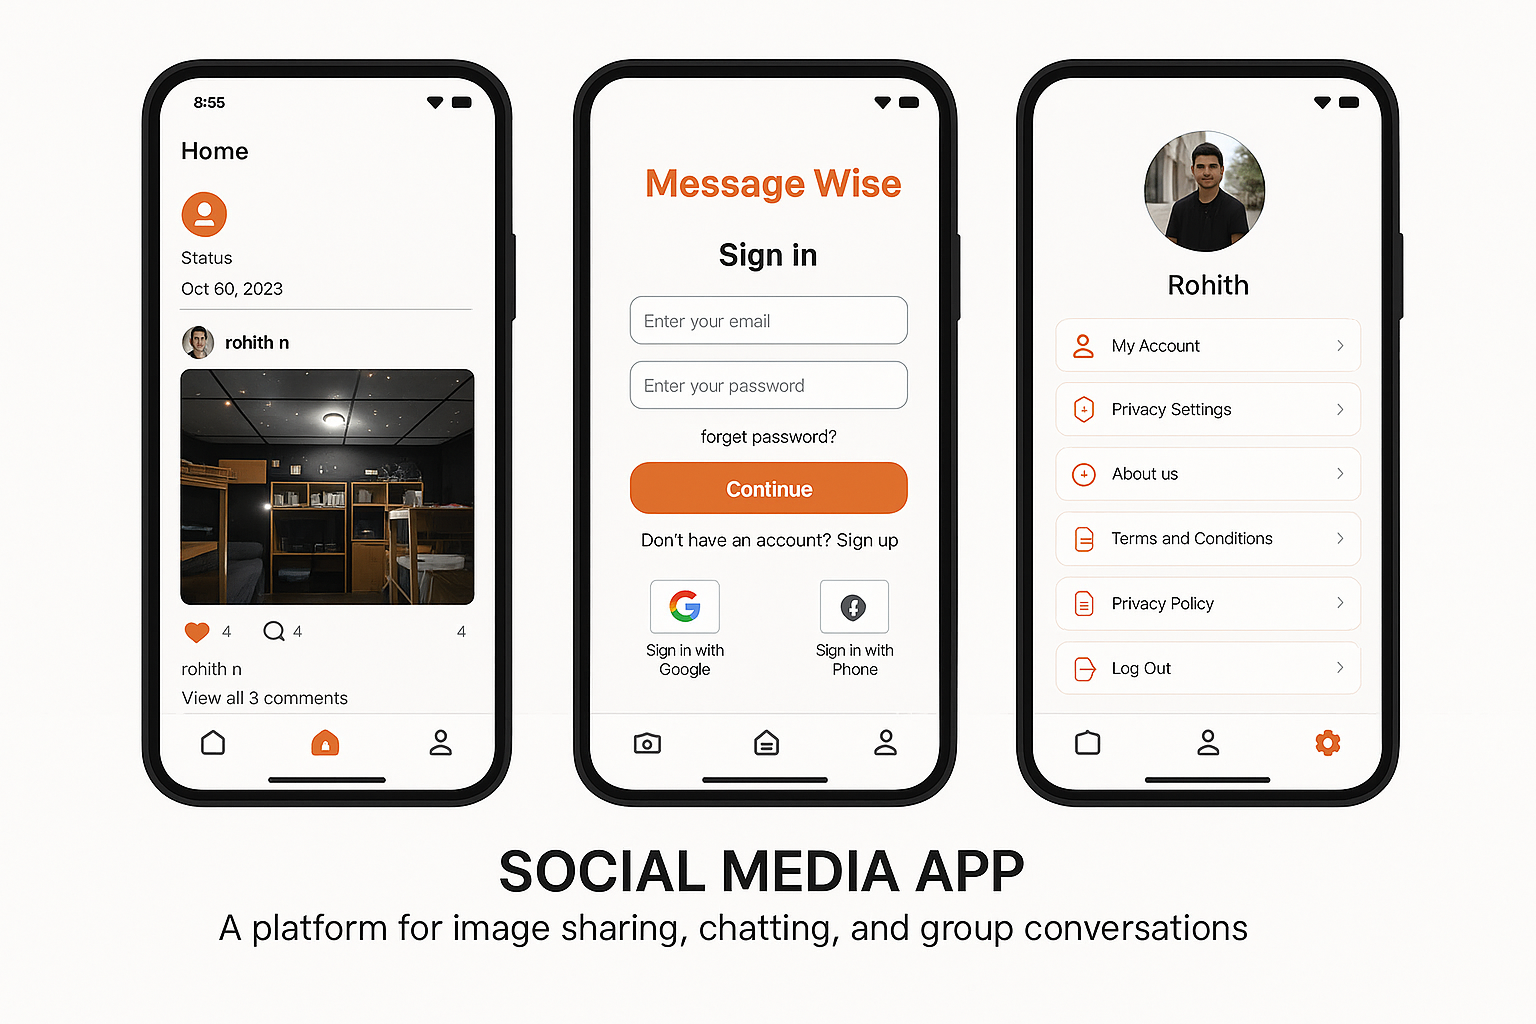 8:55
Home
Status
Oct 60, 2023
rohith n
4
4
4
rohith n
View all 3 comments
Message Wise
Sign in
Enter your email
Enter your password
forget password?
Continue
Don't have an account? Sign up
Sign in with
Google
Sign in with
Phone
Rohith
My Account
Privacy Settings
About us
Terms and Conditions
Privacy Policy
Log Out
SOCIAL MEDIA APP
A platform for image sharing, chatting, and group conversations